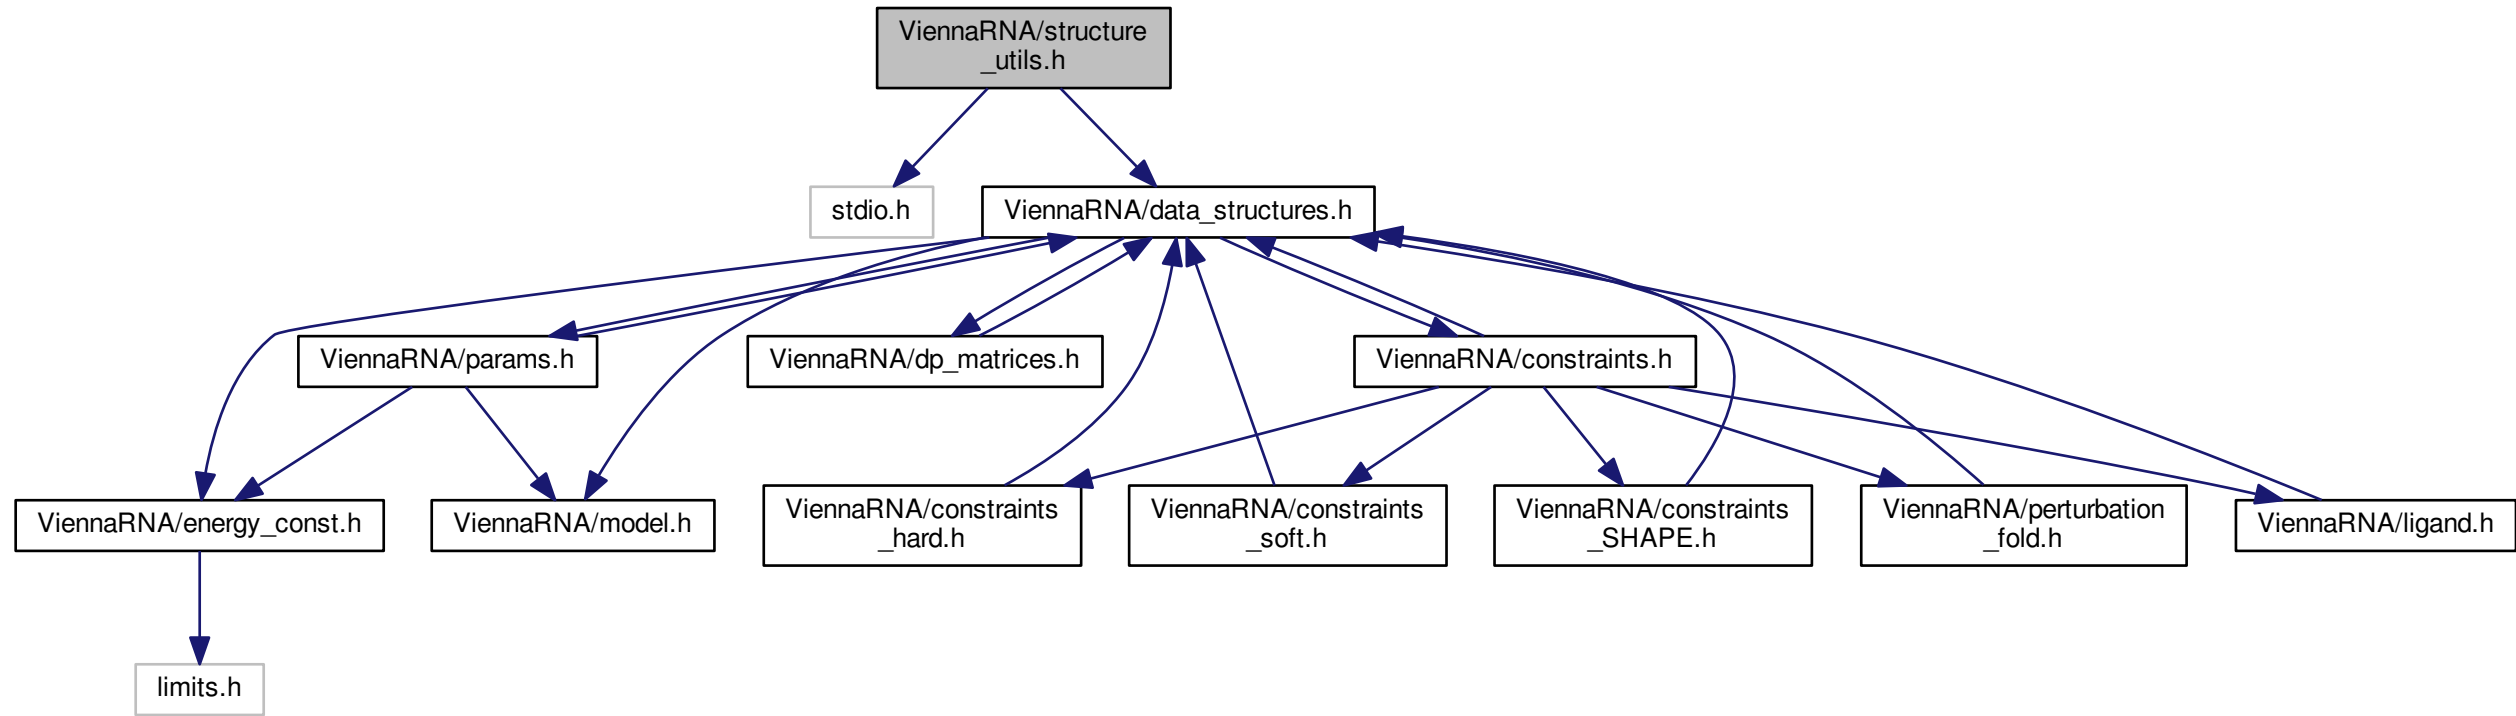 ViennaRNA/structure
_utils.h
stdio.h
ViennaRNA/data_structures.h
ViennaRNA/params.h
ViennaRNA/dp_matrices.h
ViennaRNA/constraints.h
ViennaRNA/energy_const.h
ViennaRNA/model.h
ViennaRNA/constraints
_hard.h
ViennaRNA/constraints
_soft.h
ViennaRNA/constraints
_SHAPE.h
ViennaRNA/perturbation
_fold.h
ViennaRNA/ligand.h
limits.h